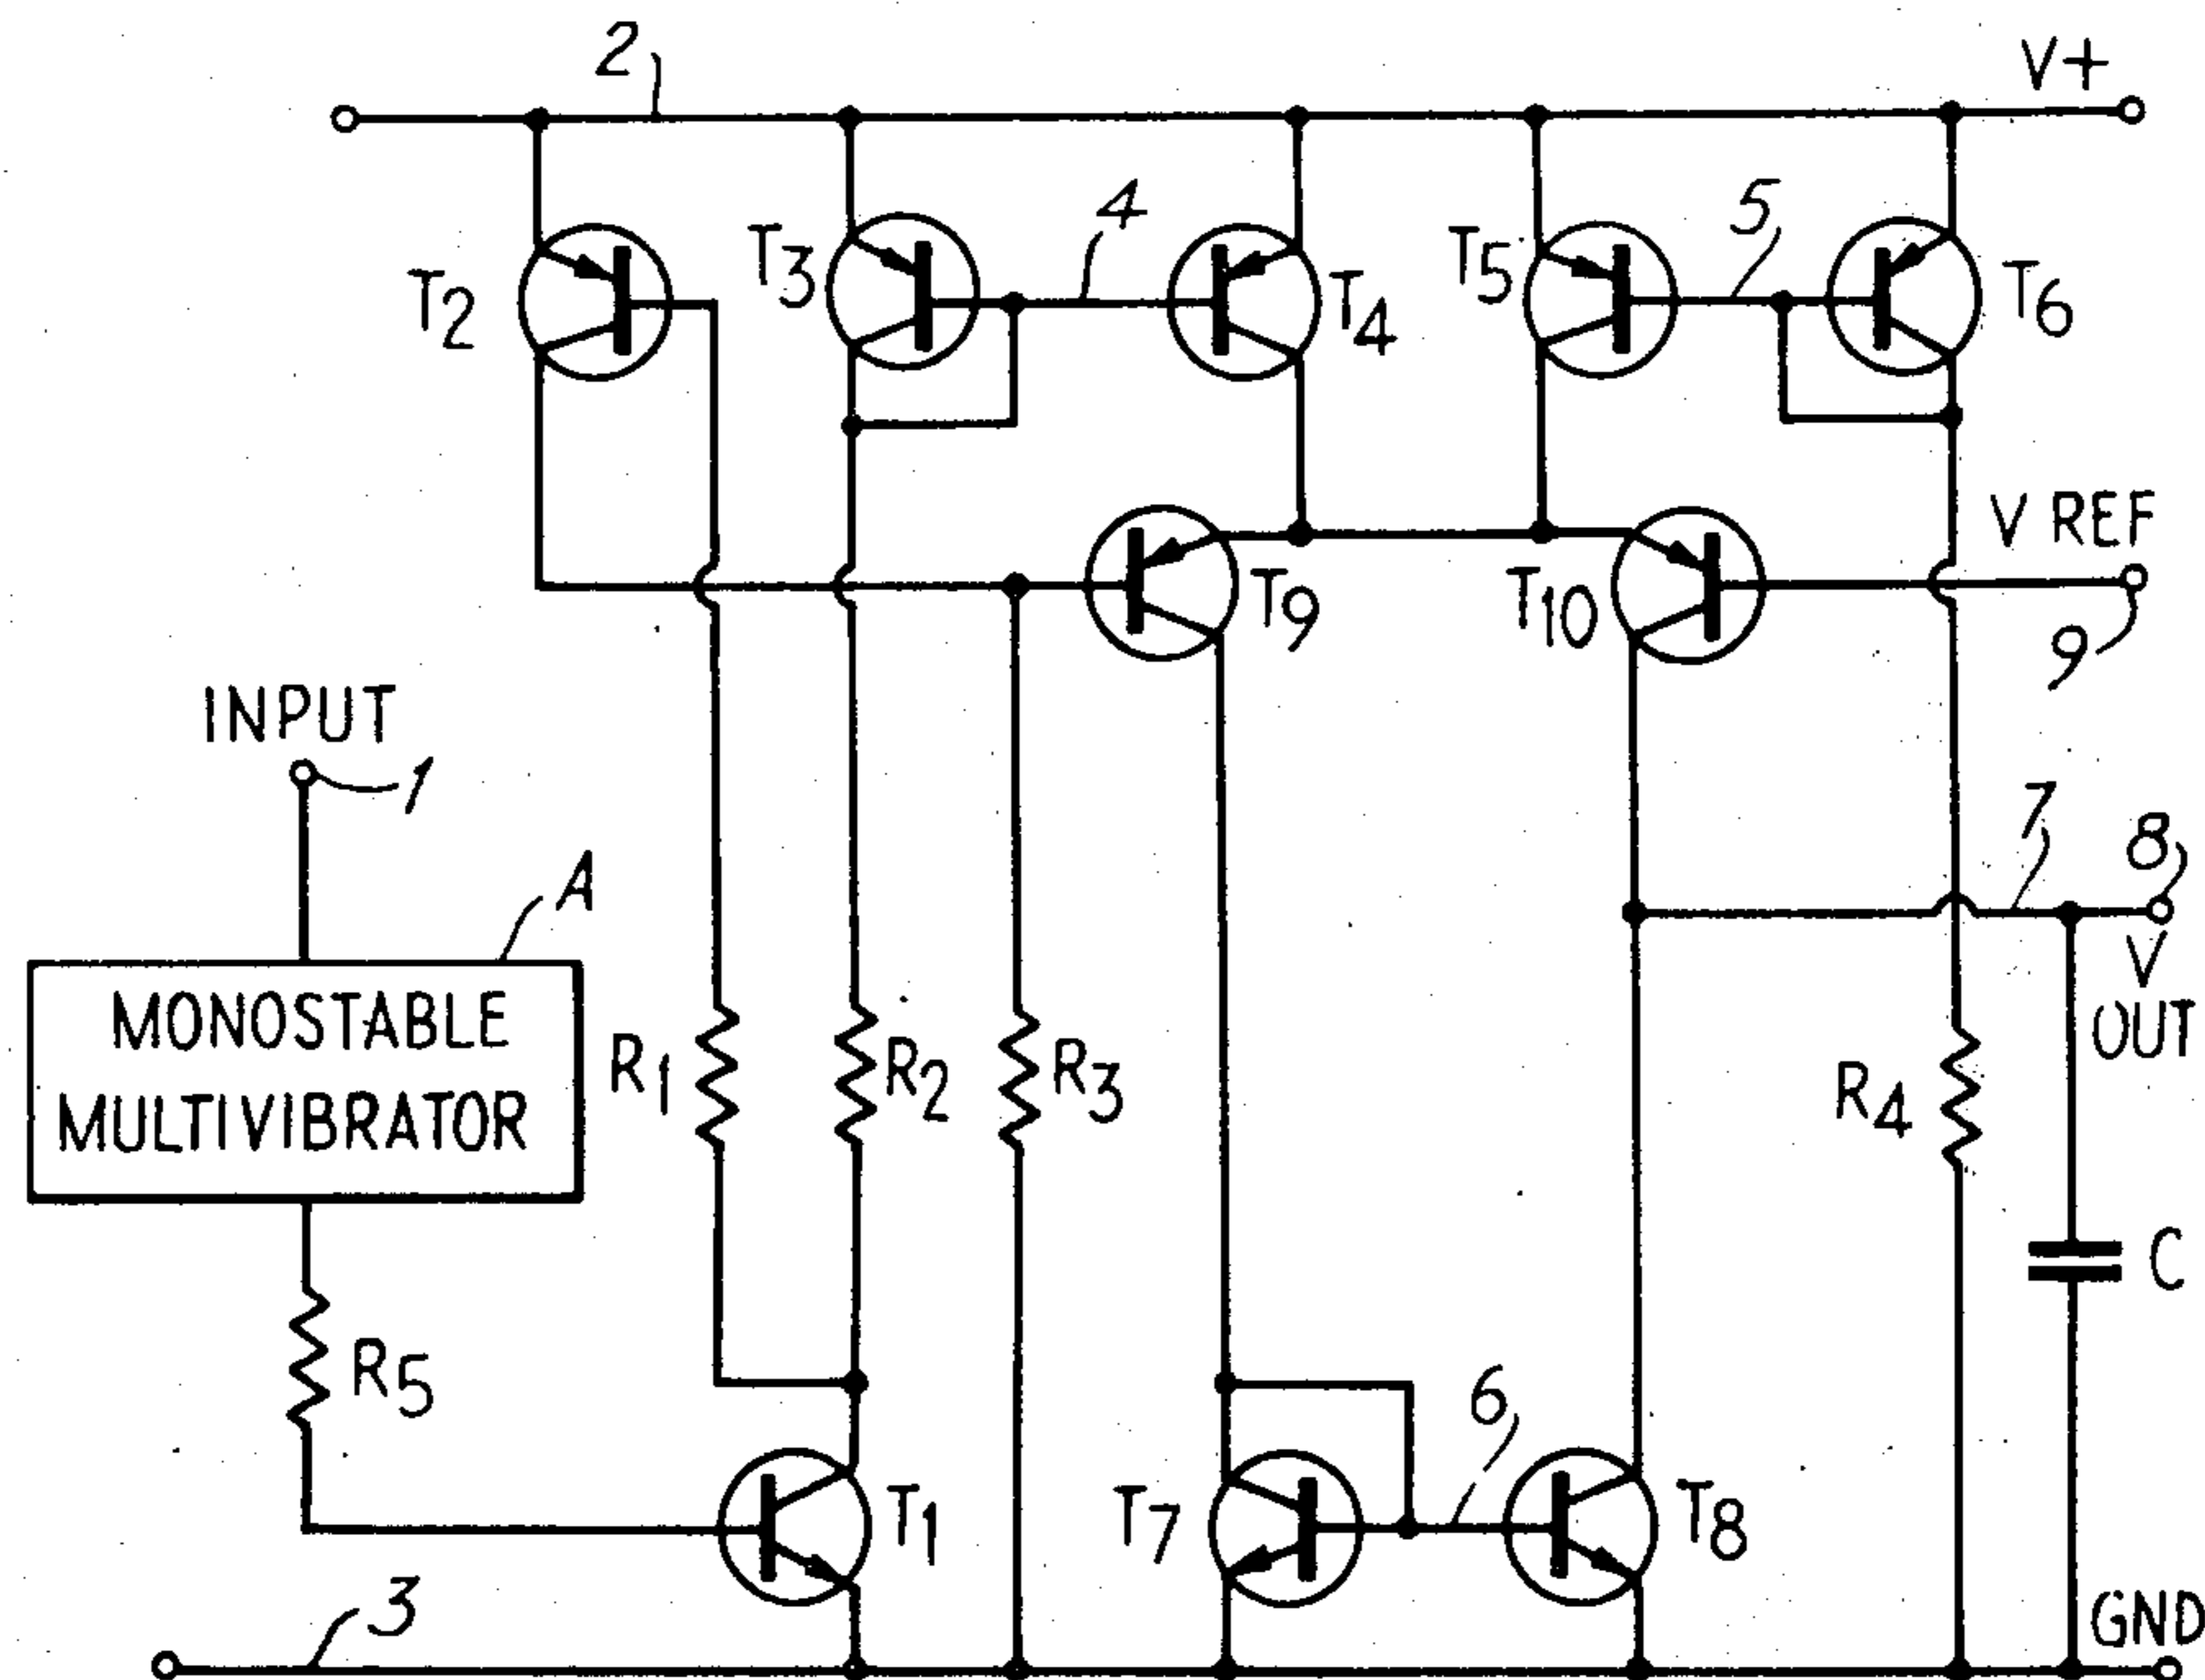 2
V+
T2
T3
4
T4
T5
5
T6
V REF
T9
T10
9
INPUT
1
A
7
8
V
OUT
MONOSTABLE
MULTIVIBRATOR
R1
R2
R3
R4
C
R5
6
T1
T7
T8
3
GND